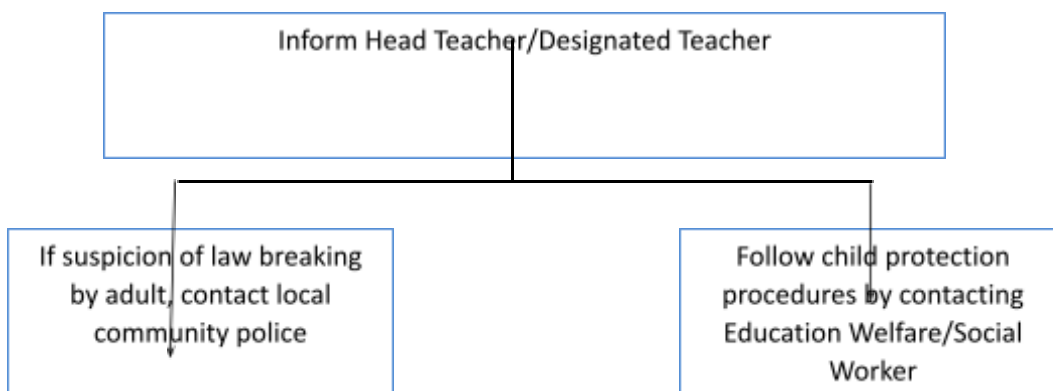 Inform Head Teacher/Designated Teacher
If suspicion of law breaking
by adult, contact local
community police
Follow child protection
procedures by contacting
Education Welfare/Social
Worker